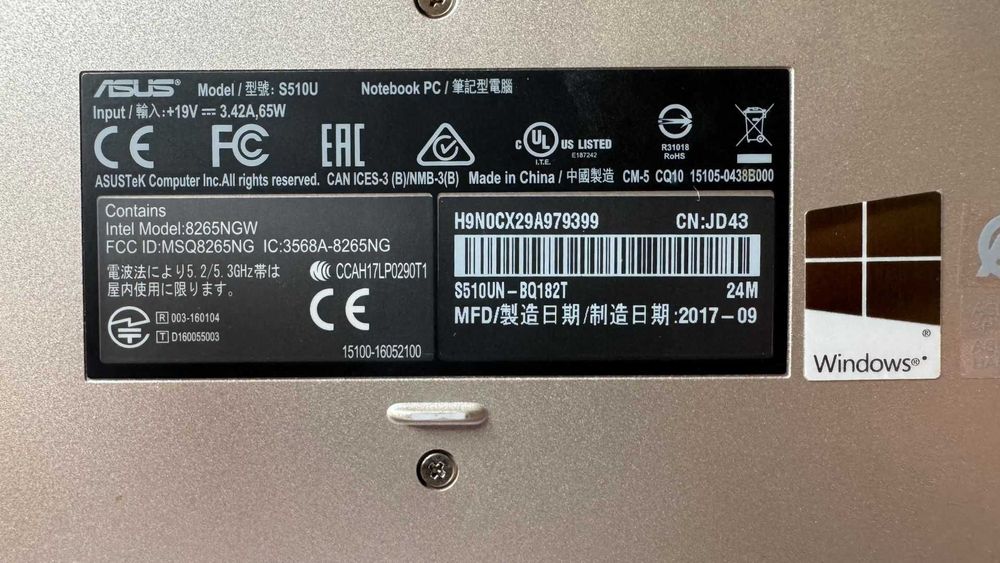 ASUS® Model / 型號: S510U Notebook PC / 筆記型電腦
Input / 輸入:+19V ⎓ 3.42A,65W
CE FC EAC C UL US LISTED
I.T.E. E187242
R31018
RoHS
ASUSTeK Computer Inc.All rights reserved. CAN ICES-3 (B)/NMB-3(B) Made in China / 中國製造 CM-5 CQ10 15105-0438B000
Contains
Intel Model:8265NGW
FCC ID:MSQ8265NG IC:3568A-8265NG
電波法により5.2/5.3GHz帯は
屋内使用に限ります。
CCAH17LP0290T1
CE
R 003-160104
T D160055003
15100-16052100
H9N0CX29A979399 CN:JD43
S510UN-BQ182T 24M
MFD/製造日期/制造日期:2017-09
Windows®